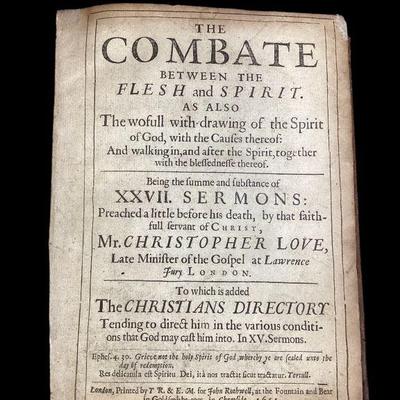 THE
COMBATE
BETWEEN THE
FLESH and SPIRIT.
AS ALSO
The wofull with-drawing of the Spirit
of God, with the Causes thereof:
And walking in, and after the Spirit, together
with the blessednesse thereof.
Being the summe and substance of
XXVII. SERMONS:
Preached a little before his death, by that faith-
full servant of CHRIST,
Mr. CHRISTOPHER LOVE,
Late Minister of the Gospel at Lawrence
Jury LONDON.
To which is added
The CHRISTIANS DIRECTORY
Tending to direct him in the various conditi-
ons that God may cast him into. In XV. Sermons.
Ephes. 4. 30. Grieve not the holy Spirit of God, whereby ye are sealed unto the
day of redemption.
Res delicatula est Spiritus Dei, ità nos tractat sicut tractatur. Tertull.
London, Printed by T. R. & E. M. for John Rothwell, at the Fountain and Bear